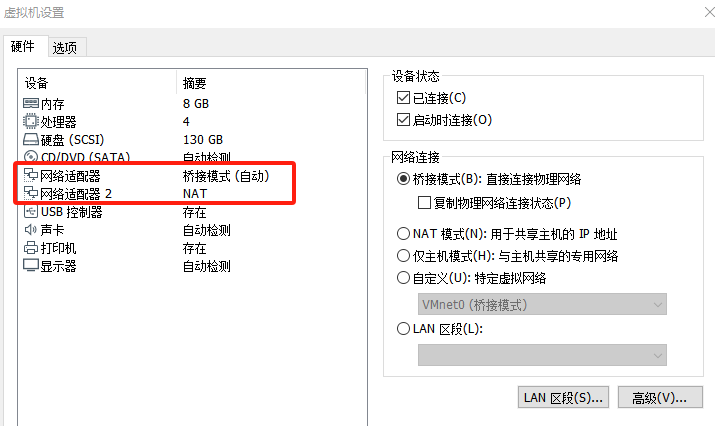 虚拟机设置
硬件 选项
设备 摘要
内存 8 GB
处理器 4
硬盘 (SCSI) 130 GB
CD/DVD (SATA) 自动检测
网络适配器 桥接模式 (自动)
网络适配器 2 NAT
USB 控制器 存在
声卡 自动检测
打印机 存在
显示器 自动检测
设备状态
已连接(C)
启动时连接(O)
网络连接
桥接模式(B): 直接连接物理网络
复制物理网络连接状态(P)
NAT 模式(N): 用于共享主机的 IP 地址
仅主机模式(H): 与主机共享的专用网络
自定义(U): 特定虚拟网络
VMnet0 (桥接模式)
LAN 区段(L):
LAN 区段(S)... 高级(V)...